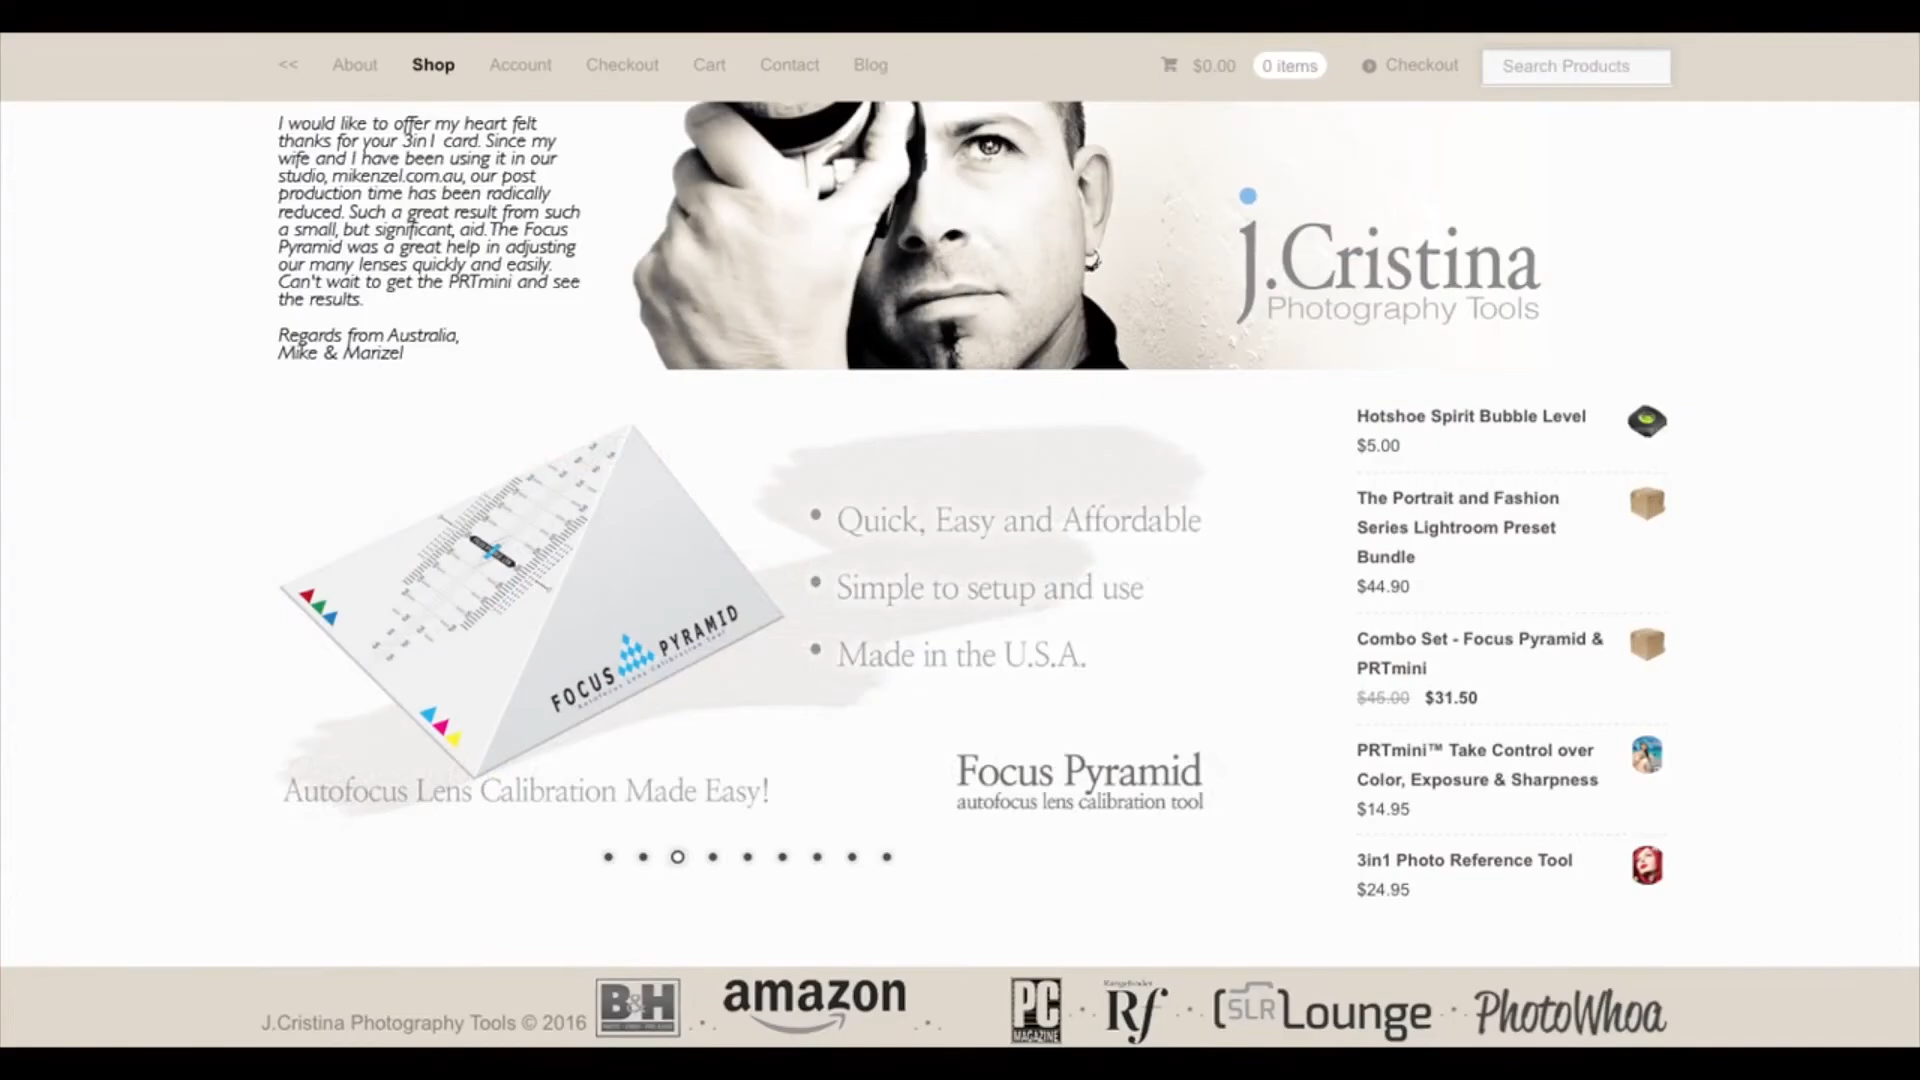 << About Shop Account Checkout Cart Contact Blog $0.00 0 items Checkout Search Products
I would like to offer my heart felt
thanks for your 3in1 card. Since my
wife and I have been using it in our
studio, mikenzel.com.au, our post
production time has been radically
reduced. Such a great result from such
a small, but significant, aid. The Focus
Pyramid was a great help in adjusting
our many lenses quickly and easily.
Can't wait to get the PRTmini and see
the results.
Regards from Australia,
Mike & Marizel
J.Cristina
Photography Tools
FOCUS PYRAMID
Autofocus Lens Calibration Tool
• Quick, Easy and Affordable
• Simple to setup and use
• Made in the U.S.A.
Autofocus Lens Calibration Made Easy!
Focus Pyramid
autofocus lens calibration tool
Hotshoe Spirit Bubble Level
$5.00
The Portrait and Fashion
Series Lightroom Preset
Bundle
$44.90
Combo Set - Focus Pyramid &
PRTmini
$45.00 $31.50
PRTmini™ Take Control over
Color, Exposure & Sharpness
$14.95
3in1 Photo Reference Tool
$24.95
J.Cristina Photography Tools © 2016
B&H
amazon
PC
MAGAZINE
Rangefinder
Rf
SLR Lounge
PhotoWhoa